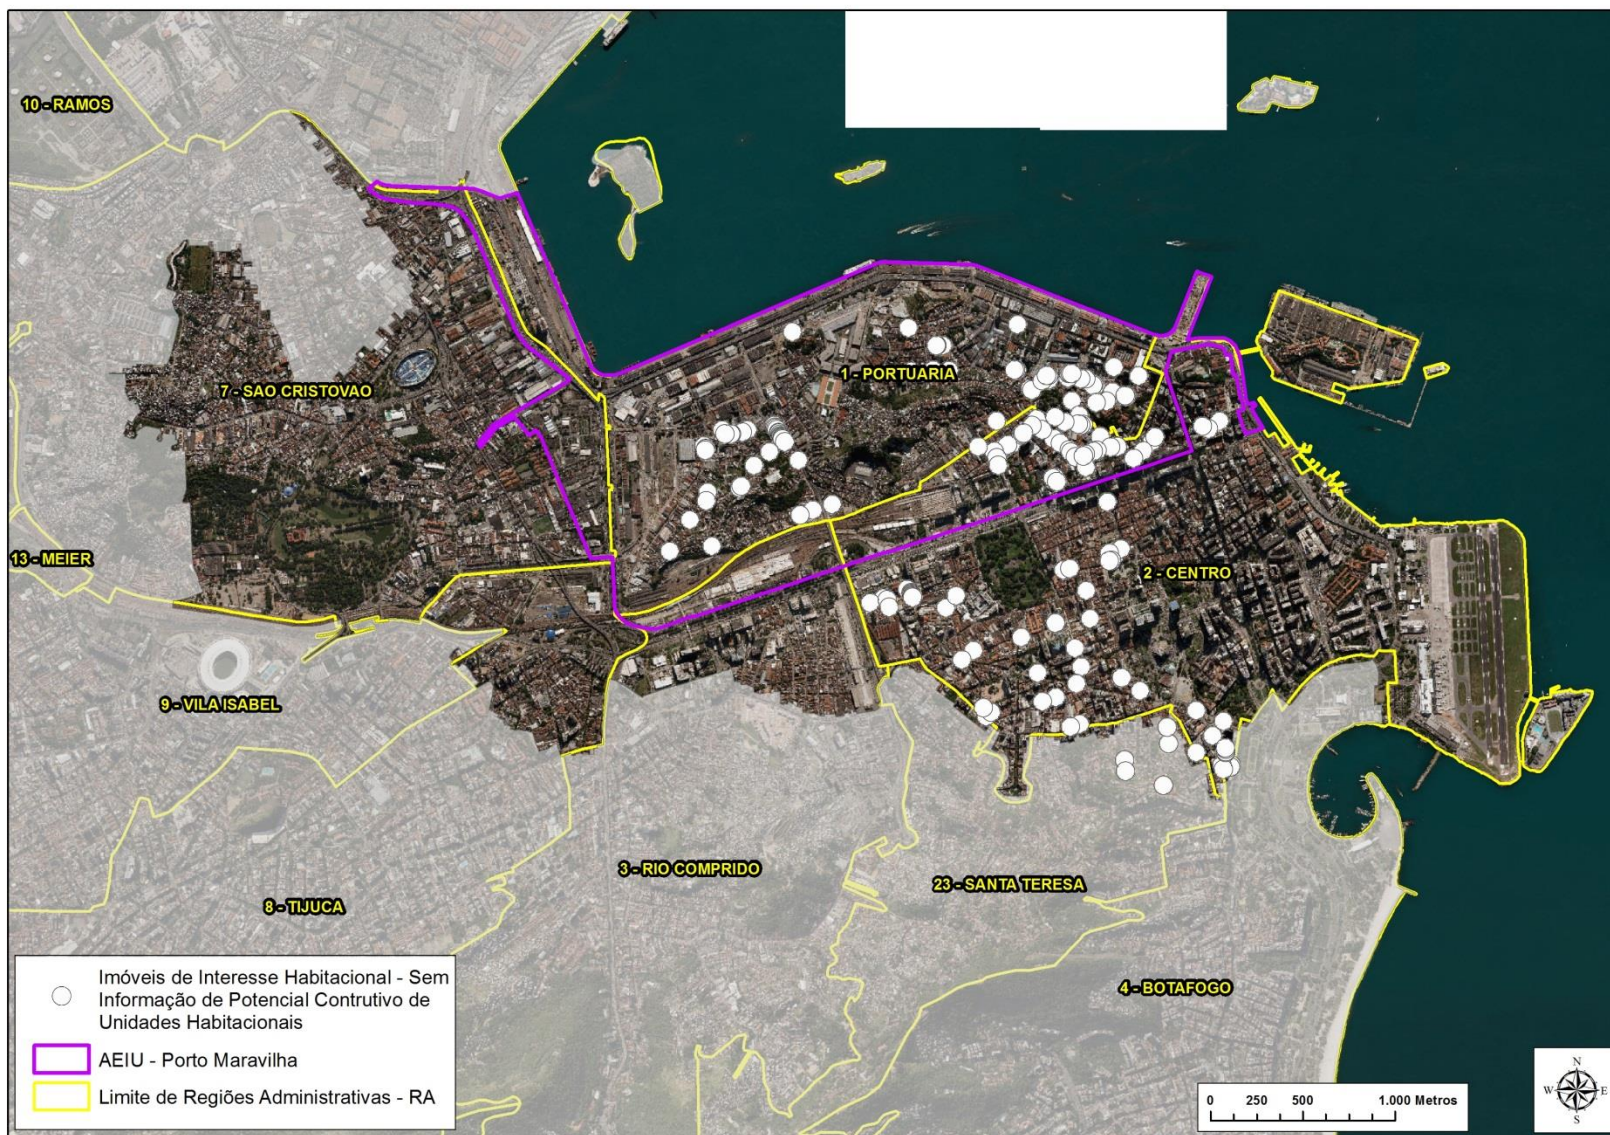 10 - RAMOS
1 - PORTUARIA
7 - SAO CRISTOVAO
13 - MEIER
2 - CENTRO
9 - VILA ISABEL
3 - RIO COMPRIDO
23 - SANTA TERESA
8 - TIJUCA
4 - BOTAFOGO
Imóveis de Interesse Habitacional - Sem
Informação de Potencial Contrutivo de
Unidades Habitacionais
AEIU - Porto Maravilha
Limite de Regiões Administrativas - RA
0 250 500 1.000 Metros
N
W E
S